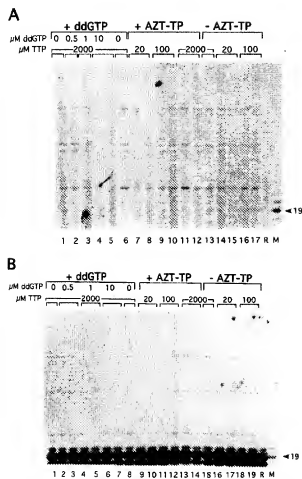 A
+ ddGTP + AZT-TP - AZT-TP
μM ddGTP 0 0.5 1 10 0 20 100 20 100
μM TTP 2000 2000
1 2 3 4 5 6 7 8 9 10 11 12 13 14 15 16 17 R M
◄19
B
+ ddGTP + AZT-TP - AZT-TP
μM ddGTP 0 0.5 1 10 0
μM TTP 2000 20 100 2000 20 100
1 2 3 4 5 6 7 8 9 10 11 12 13 14 15 16 17 18 19 R M
◄19